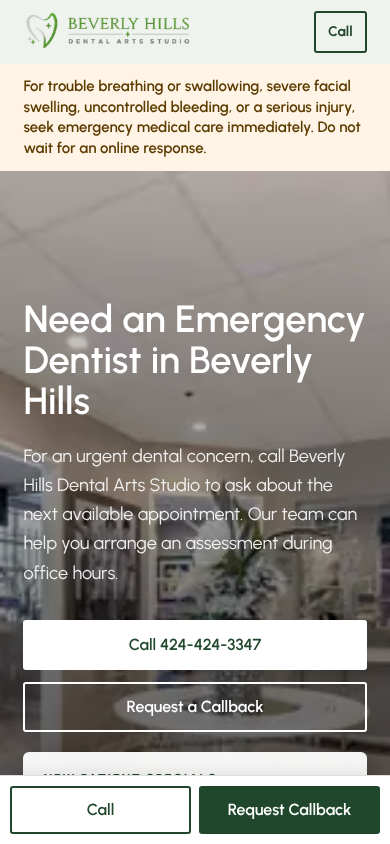 BEVERLY HILLS
DENTAL ARTS STUDIO
Call
For trouble breathing or swallowing, severe facial
swelling, uncontrolled bleeding, or a serious injury,
seek emergency medical care immediately. Do not
wait for an online response.
Need an Emergency
Dentist in Beverly
Hills
For an urgent dental concern, call Beverly
Hills Dental Arts Studio to ask about the
next available appointment. Our team can
help you arrange an assessment during
office hours.
Call 424-424-3347
Request a Callback
NEW PATIENT SPECIALS
Call
Request Callback